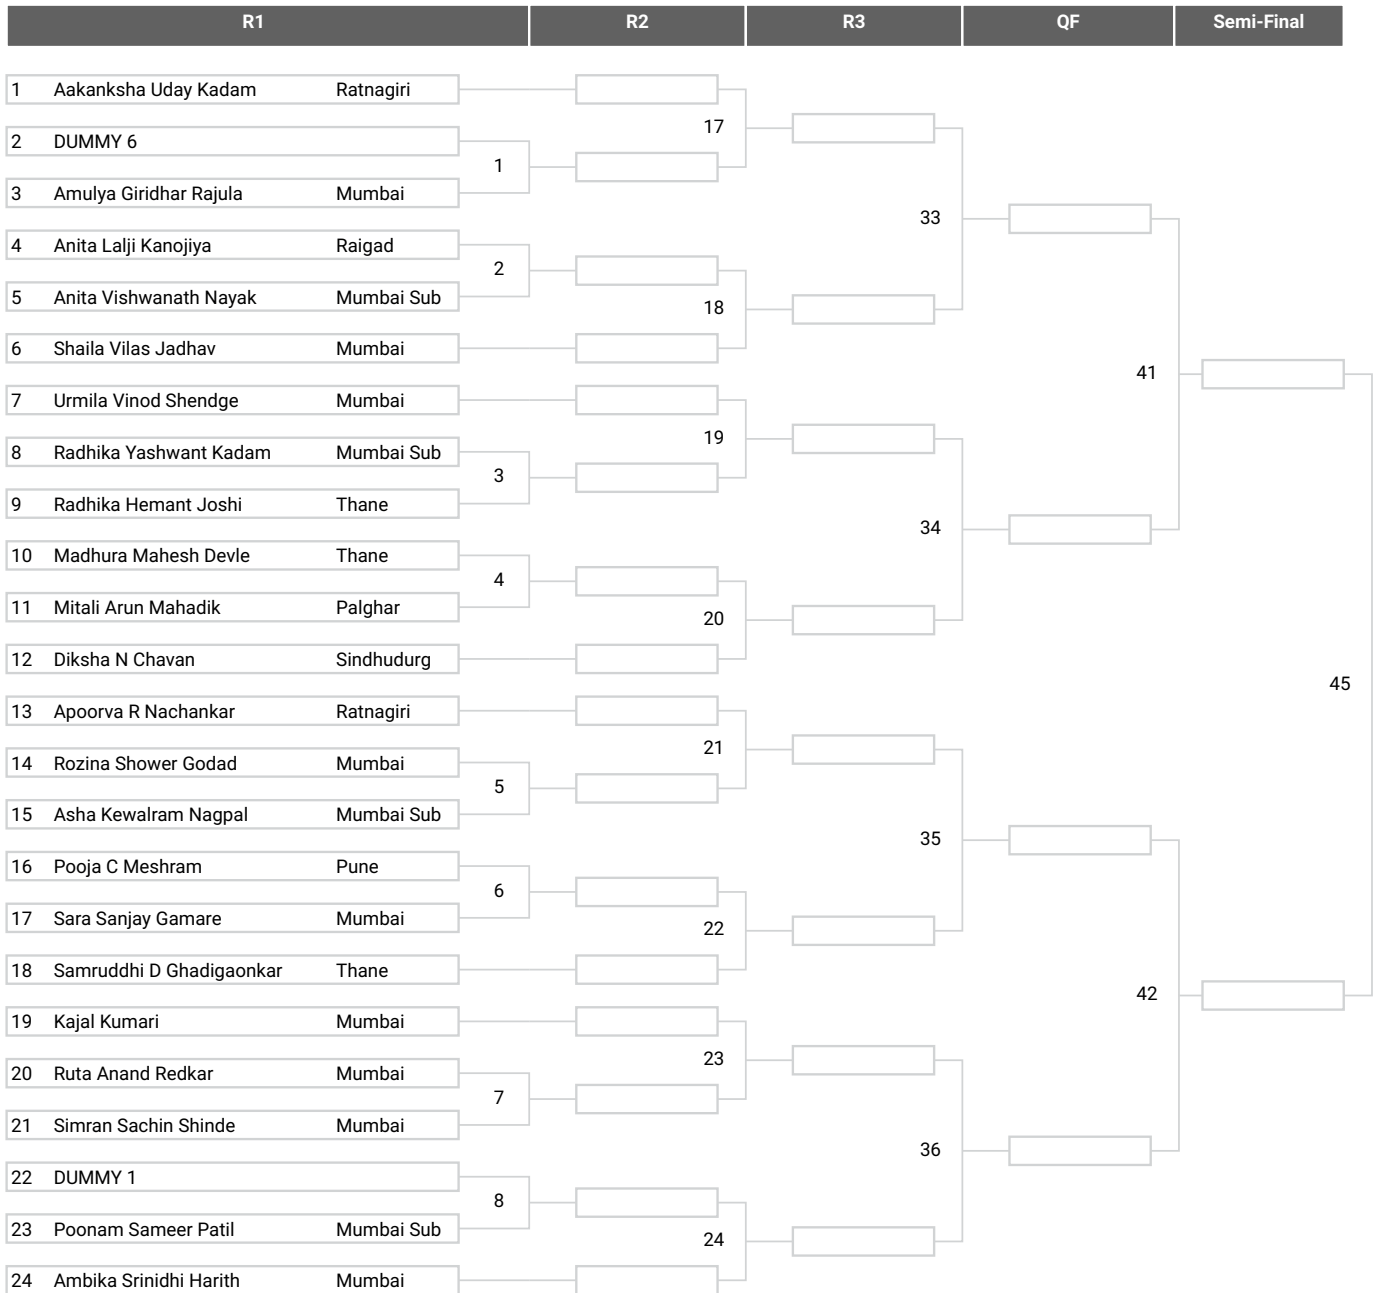 R1 R2 R3 QF Semi-Final
1 Aakanksha Uday Kadam Ratnagiri
17
2 DUMMY 6
1
3 Amulya Giridhar Rajula Mumbai
33
4 Anita Lalji Kanojiya Raigad
2
5 Anita Vishwanath Nayak Mumbai Sub
18
6 Shaila Vilas Jadhav Mumbai
41
7 Urmila Vinod Shendge Mumbai
19
8 Radhika Yashwant Kadam Mumbai Sub
3
9 Radhika Hemant Joshi Thane
34
10 Madhura Mahesh Devle Thane
4
11 Mitali Arun Mahadik Palghar
20
12 Diksha N Chavan Sindhudurg
45
13 Apoorva R Nachankar Ratnagiri
21
14 Rozina Shower Godad Mumbai
5
15 Asha Kewalram Nagpal Mumbai Sub
35
16 Pooja C Meshram Pune
6
17 Sara Sanjay Gamare Mumbai
22
18 Samruddhi D Ghadigaonkar Thane
42
19 Kajal Kumari Mumbai
23
20 Ruta Anand Redkar Mumbai
7
21 Simran Sachin Shinde Mumbai
36
22 DUMMY 1
8
23 Poonam Sameer Patil Mumbai Sub
24
24 Ambika Srinidhi Harith Mumbai